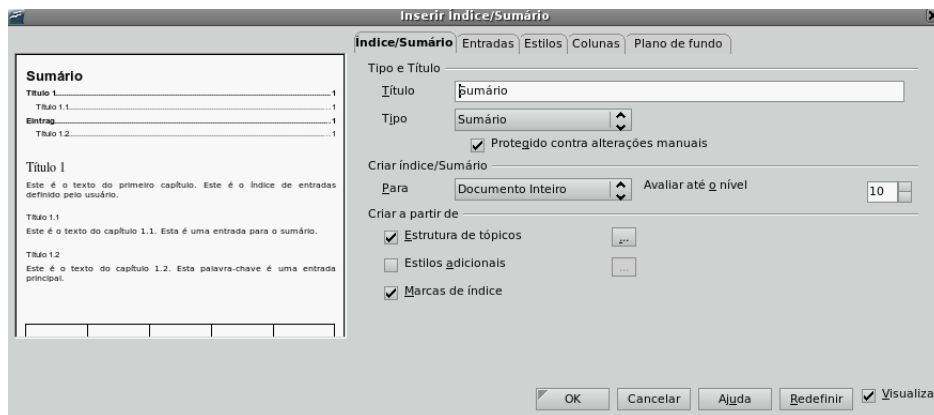 Inserir Índice/Sumário
Índice/Sumário Entradas Estilos Colunas Plano de fundo
Sumário
Título 1 1
Título 1.1 1
Eintrag 1
Título 1.2 1
Título 1
Este é o texto do primeiro capítulo. Este é o Índice de entradas
definido pelo usuário.
Título 1.1
Este é o texto do capítulo 1.1. Esta é uma entrada para o sumário.
Título 1.2
Este é o texto do capítulo 1.2. Esta palavra-chave é uma entrada
principal.
Tipo e Título
Título Sumário
Tipo Sumário
Protegido contra alterações manuais
Criar índice/Sumário
Para Documento Inteiro Avaliar até o nível 10
Criar a partir de
Estrutura de tópicos ...
Estilos adicionais ...
Marcas de índice
OK Cancelar Ajuda Redefinir Visualiza